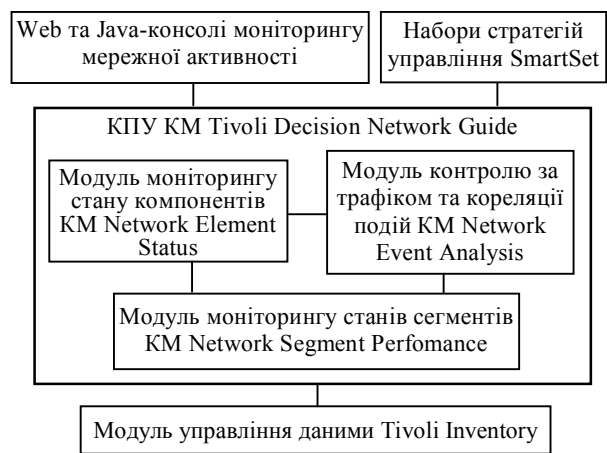 Web та Java-консолі моніторингу
мережної активності
Набори стратегій
управління SmartSet
КПУ КМ Tivoli Decision Network Guide
Модуль моніторингу
стану компонентів
КМ Network Element
Status
Модуль контролю за
трафіком та кореляції
подій КМ Network
Event Analysis
Модуль моніторингу станів сегментів
КМ Network Segment Perfomance
Модуль управління даними Tivoli Inventory